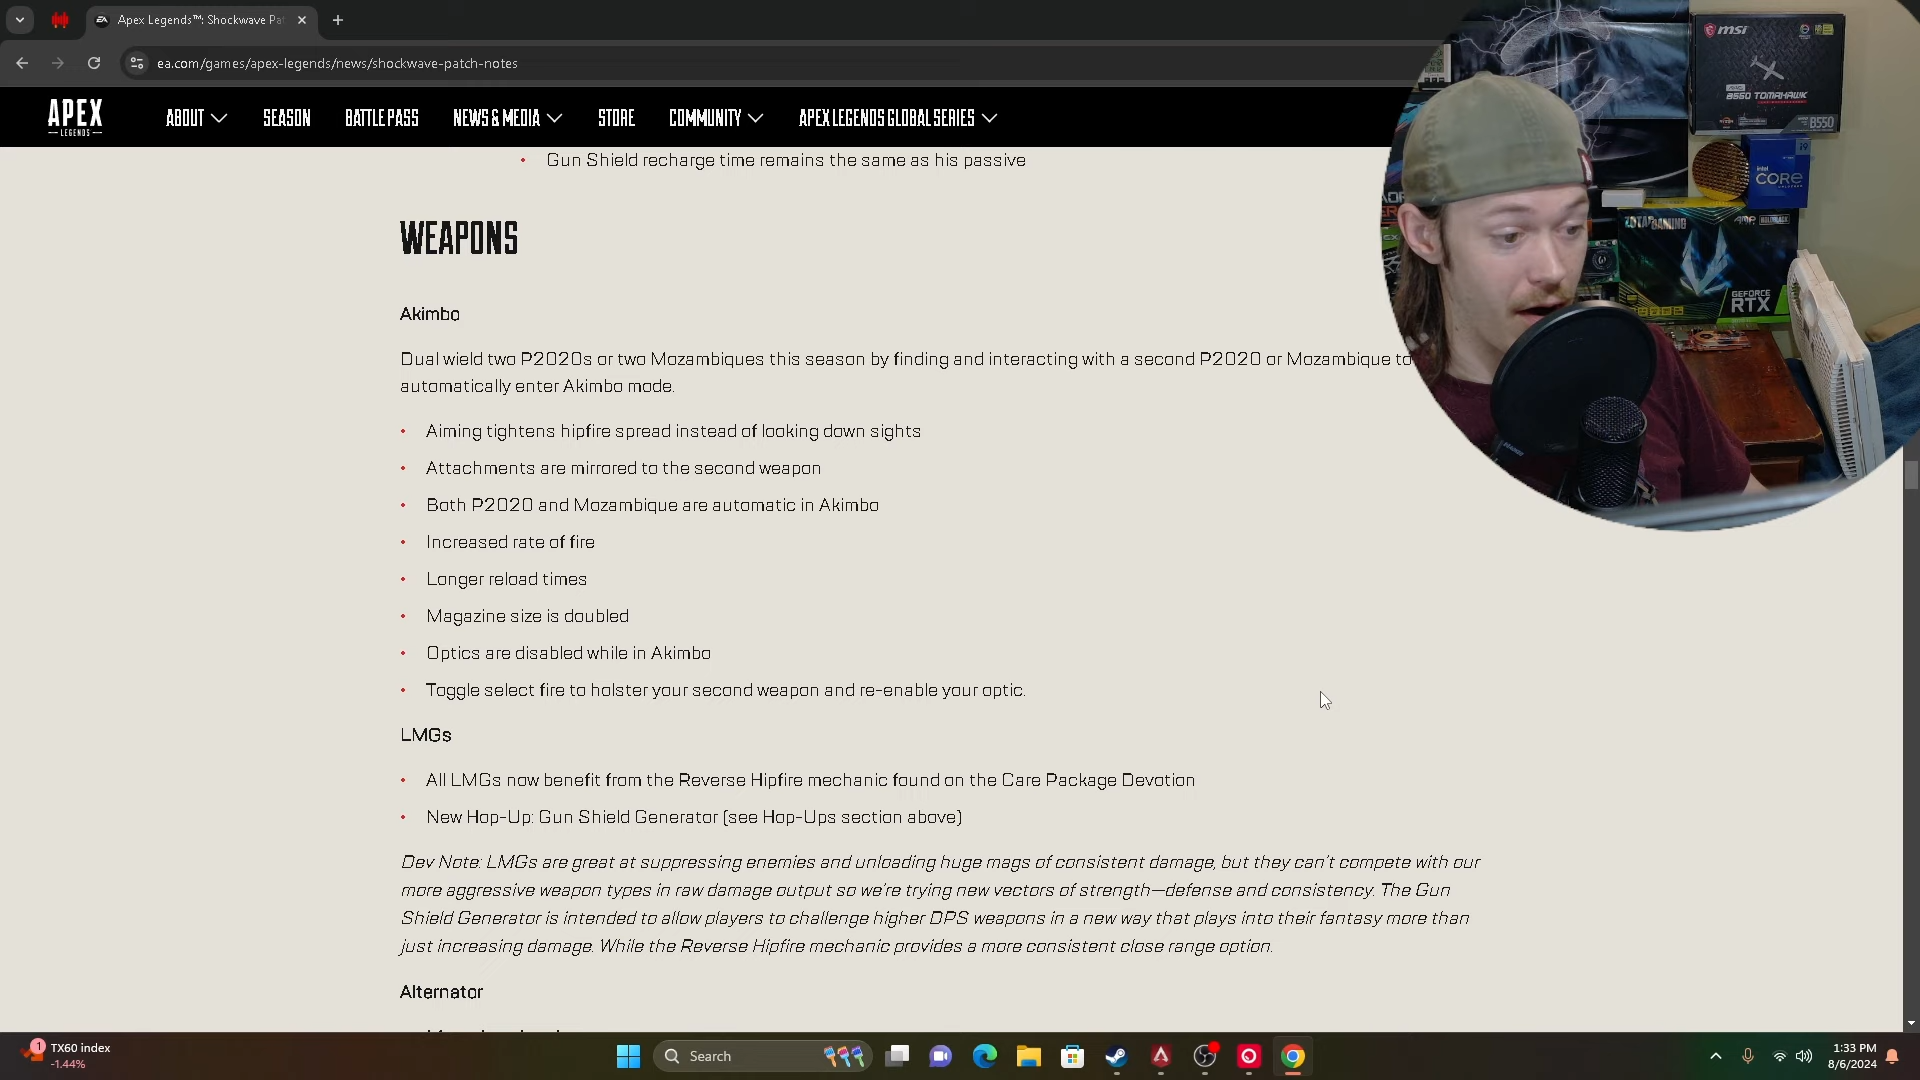 Apex Legends™: Shockwave Pa
ea.com/games/apex-legends/news/shockwave-patch-notes
APEX
LEGENDS
ABOUT
SEASON
BATTLE PASS
NEWS & MEDIA
STORE
COMMUNITY
APEX LEGENDS GLOBAL SERIES
• Gun Shield recharge time remains the same as his passive
WEAPONS
Akimbo
Dual wield two P2020s or two Mozambiques this season by finding and interacting with a second P2020 or Mozambique to
automatically enter Akimbo mode.
• Aiming tightens hipfire spread instead of looking down sights
• Attachments are mirrored to the second weapon
• Both P2020 and Mozambique are automatic in Akimbo
• Increased rate of fire
• Longer reload times
• Magazine size is doubled
• Optics are disabled while in Akimbo
• Toggle select fire to holster your second weapon and re-enable your optic.
LMGs
• All LMGs now benefit from the Reverse Hipfire mechanic found on the Care Package Devotion
• New Hop-Up: Gun Shield Generator (see Hop-Ups section above)
Dev Note: LMGs are great at suppressing enemies and unloading huge mags of consistent damage, but they can't compete with our
more aggressive weapon types in raw damage output so we're trying new vectors of strength—defense and consistency. The Gun
Shield Generator is intended to allow players to challenge higher DPS weapons in a new way that plays into their fantasy more than
just increasing damage. While the Reverse Hipfire mechanic provides a more consistent close range option.
Alternator
msi
B550 TOMAHAWK
B550
intel
CORE
i9
ZOTAC GAMING
AMP
HOLOBLACK
GEFORCE
RTX
1
TX60 index
-1.44%
Search
1:33 PM
8/6/2024